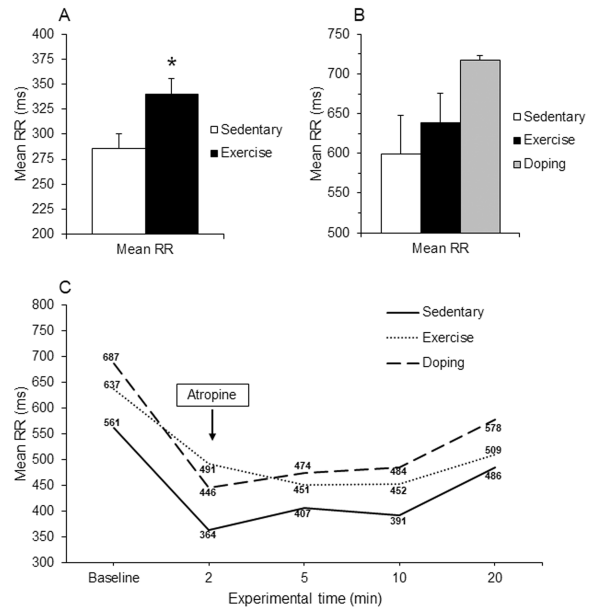 A
Mean RR (ms)
400
375
350
325
300
275
250
225
200
*
Sedentary
Exercise
Mean RR
B
Mean RR (ms)
750
700
650
600
550
500
Sedentary
Exercise
Doping
Mean RR
C
Mean RR (ms)
800
750
700
650
600
550
500
450
400
350
300
Sedentary
Exercise
Doping
687
637
561
Atropine
491
446
364
474
451
407
484
452
391
578
509
486
Baseline 2 5 10 20
Experimental time (min)